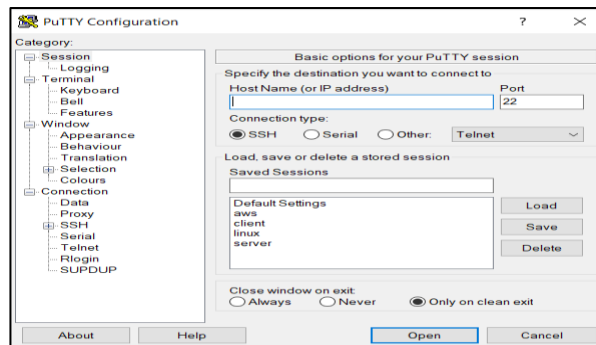 PuTTY Configuration
Category:
Session
Logging
Terminal
Keyboard
Bell
Features
Window
Appearance
Behaviour
Translation
Selection
Colours
Connection
Data
Proxy
SSH
Serial
Telnet
Rlogin
SUPDUP
Basic options for your PuTTY session
Specify the destination you want to connect to
Host Name (or IP address) Port
22
Connection type:
SSH Serial Other: Telnet
Load, save or delete a stored session
Saved Sessions
Default Settings
aws
client
linux
server
Load
Save
Delete
Close window on exit:
Always Never Only on clean exit
About Help Open Cancel